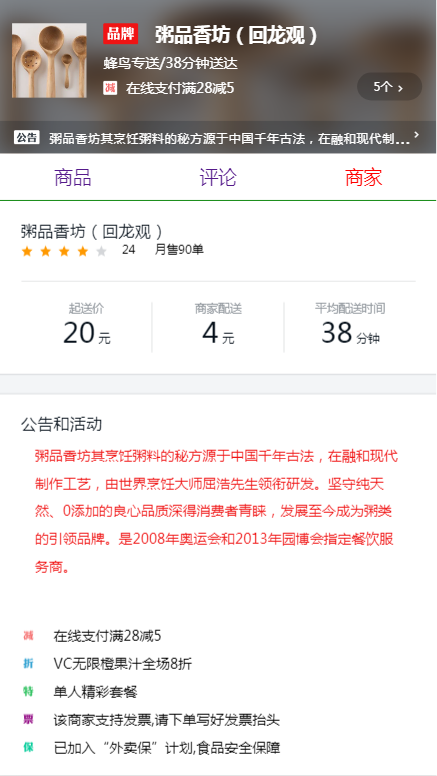 品牌 粥品香坊（回龙观）
蜂鸟专送/38分钟送达
减 在线支付满28减5
5个 >
公告 粥品香坊其烹饪粥料的秘方源于中国千年古法，在融和现代制... >
商品 评论 商家
粥品香坊（回龙观）
24 月售90单
起送价 商家配送 平均配送时间
20元 4元 38分钟
公告和活动
粥品香坊其烹饪粥料的秘方源于中国千年古法，在融和现代
制作工艺，由世界烹饪大师屈浩先生领衔研发。坚守纯天
然、0添加的良心品质深得消费者青睐，发展至今成为粥类
的引领品牌。是2008年奥运会和2013年园博会指定餐饮服
务商。
减 在线支付满28减5
折 VC无限橙果汁全场8折
特 单人精彩套餐
票 该商家支持发票,请下单写好发票抬头
保 已加入“外卖保”计划,食品安全保障